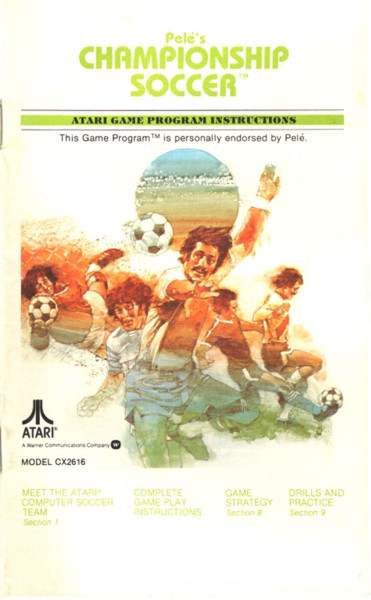 Pelé's
CHAMPIONSHIP
SOCCER™
ATARI GAME PROGRAM INSTRUCTIONS
This Game Program™ is personally endorsed by Pelé.
ATARI®
A Warner Communications Company
MODEL CX2616
MEET THE ATARI®
COMPUTER SOCCER
TEAM
Section 1
COMPLETE
GAME PLAY
INSTRUCTIONS
GAME
STRATEGY
Section 8
DRILLS AND
PRACTICE
Section 9